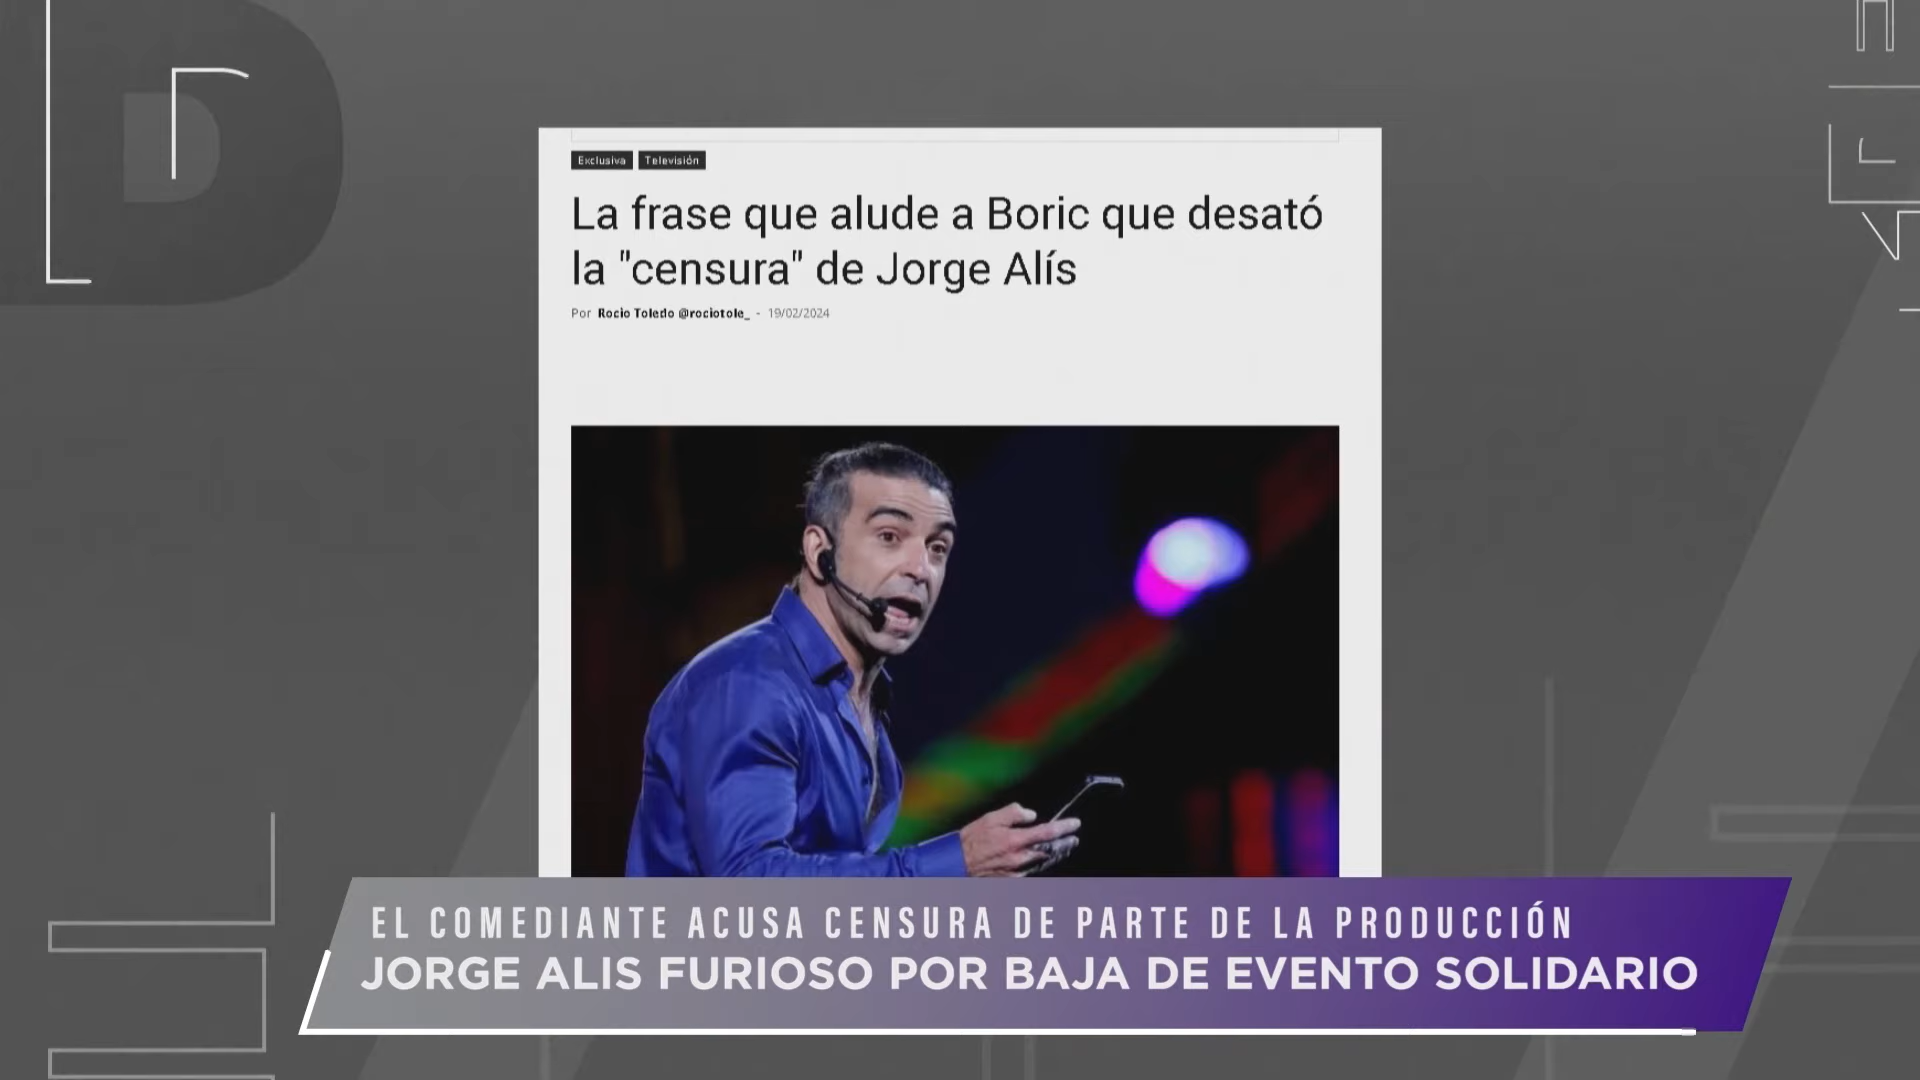 Exclusiva Televisión
La frase que alude a Boric que desató
la "censura" de Jorge Alís
Por Rocio Toledo @rociotole_ - 19/02/2024
EL COMEDIANTE ACUSA CENSURA DE PARTE DE LA PRODUCCIÓN
JORGE ALIS FURIOSO POR BAJA DE EVENTO SOLIDARIO